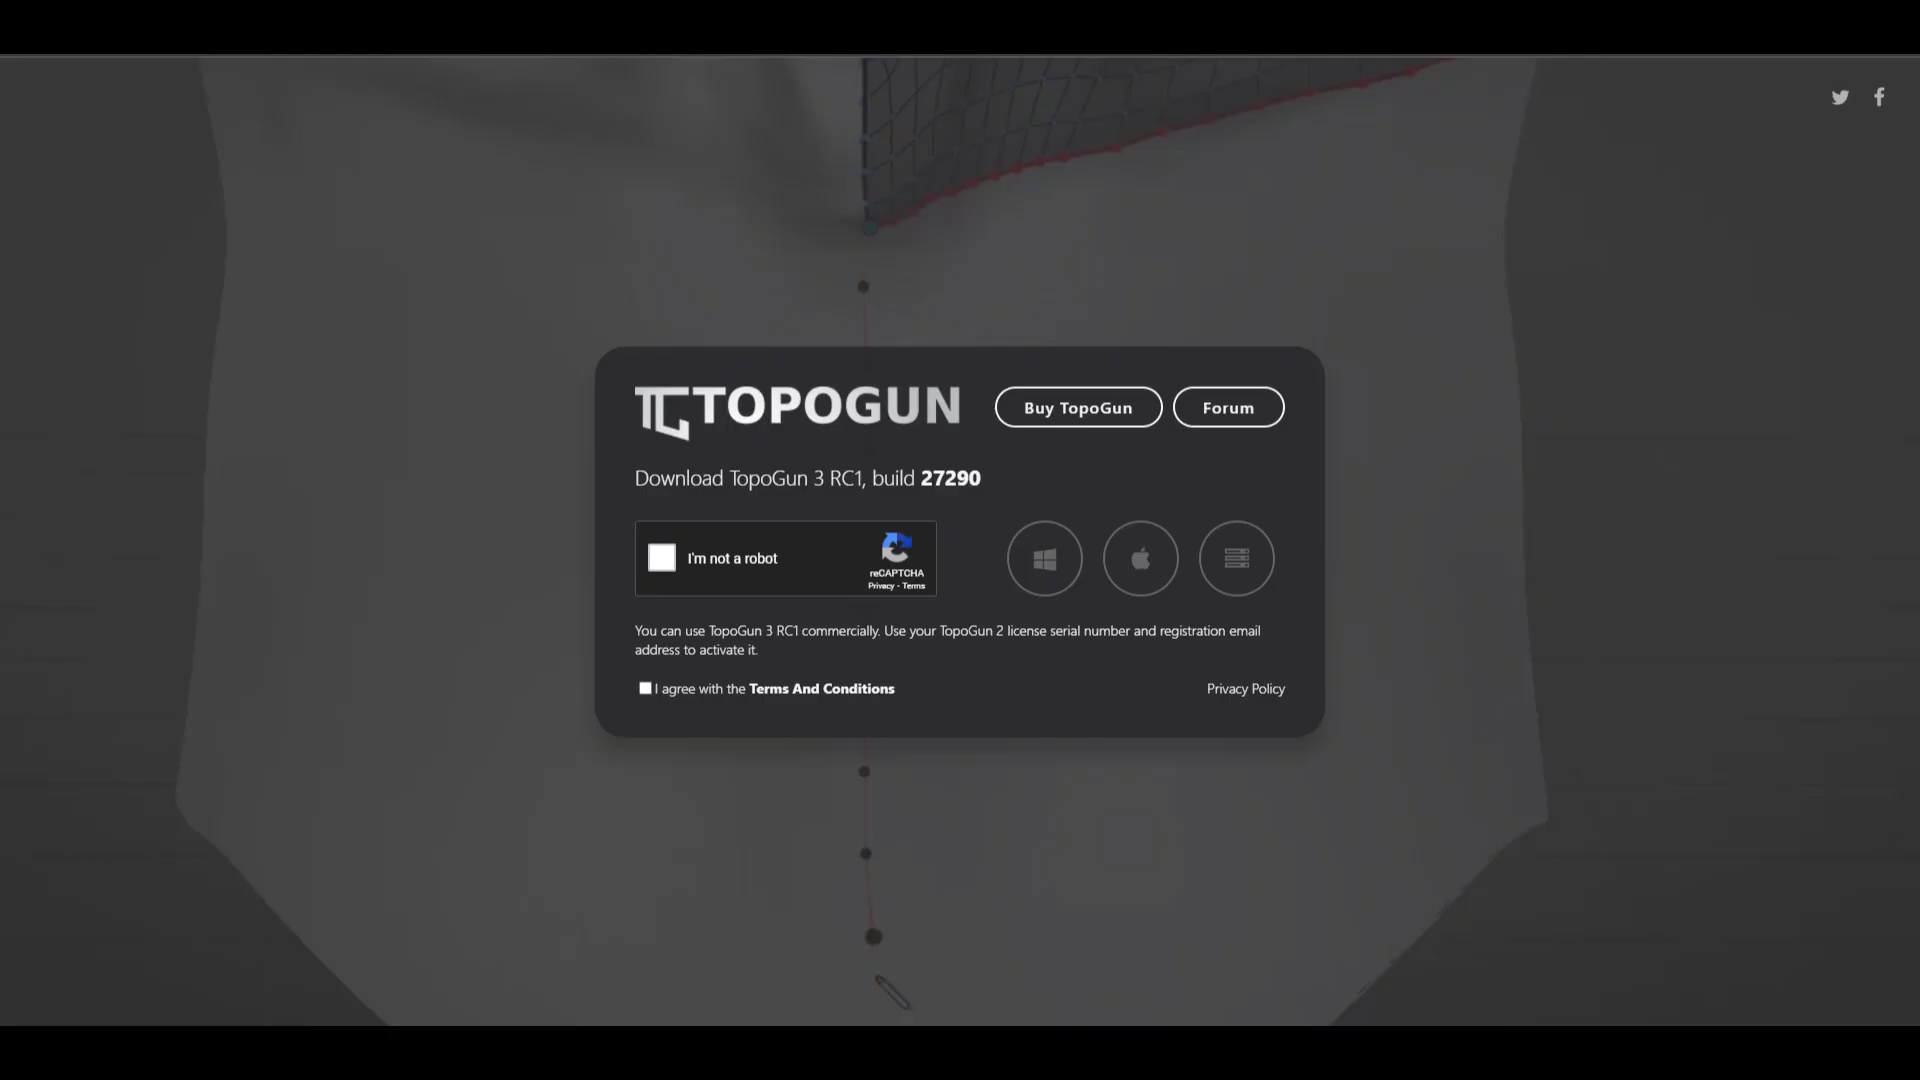 TOPOGUN
Buy TopoGun
Forum
Download TopoGun 3 RC1, build 27290
I'm not a robot
reCAPTCHA
Privacy - Terms
You can use TopoGun 3 RC1 commercially. Use your TopoGun 2 license serial number and registration email
address to activate it.
I agree with the Terms And Conditions
Privacy Policy